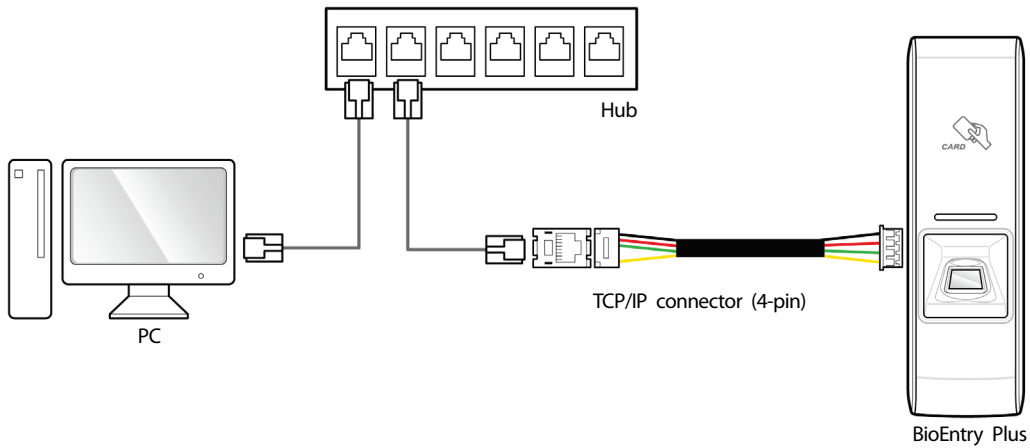 Hub
CARD
TCP/IP connector (4-pin)
PC
BioEntry Plus